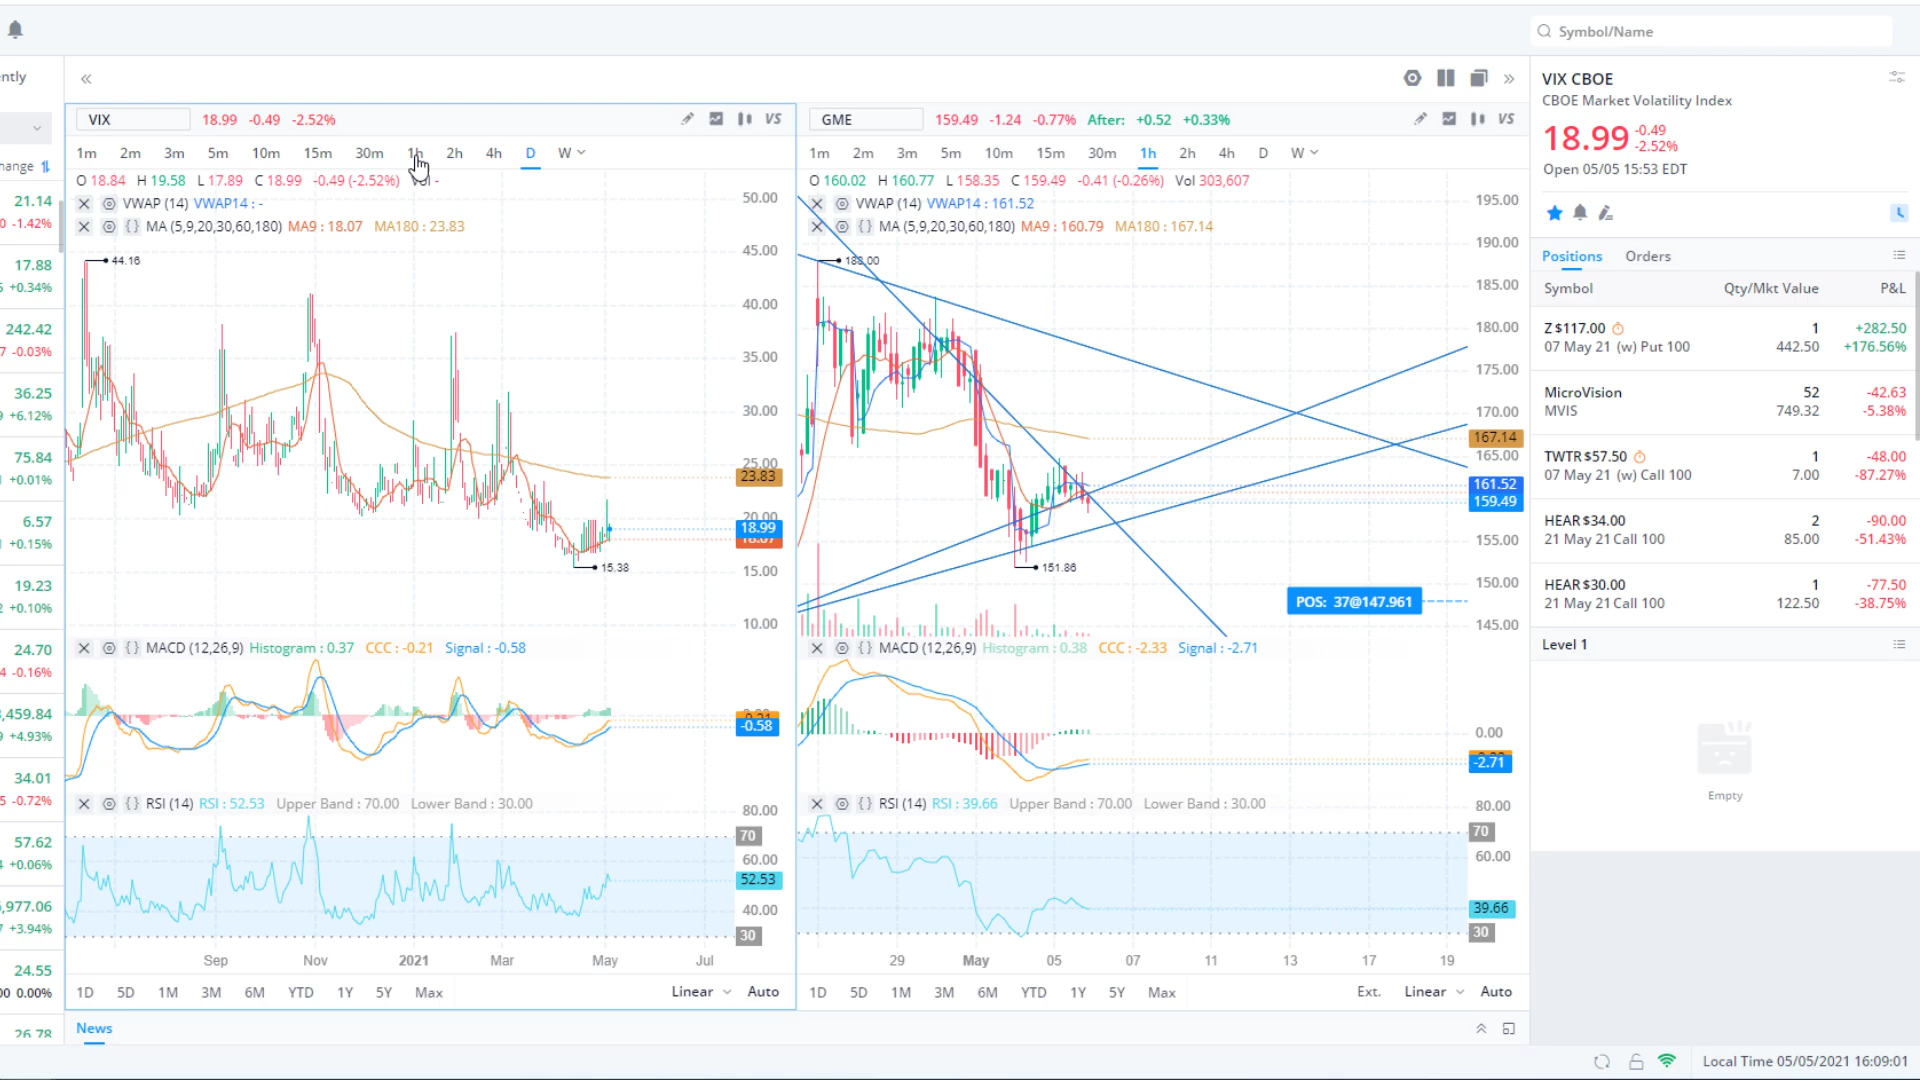 Symbol/Name
ently
VIX CBOE
CBOE Market Volatility Index
18.99 -0.49 -2.52%
Open 05/05 15:53 EDT
VIX 18.99 -0.49 -2.52% VS
GME 159.49 -1.24 -0.77% After: +0.52 +0.33% VS
1m 2m 3m 5m 10m 15m 30m 1h 2h 4h D W
1m 2m 3m 5m 10m 15m 30m 1h 2h 4h D W
O 18.84 H 19.58 L 17.89 C 18.99 -0.49 (-2.52%) Vol -
O 160.02 H 160.77 L 158.35 C 159.49 -0.41 (-0.26%) Vol 303,607
VWAP (14) VWAP14 : -
VWAP (14) VWAP14 : 161.52
MA (5,9,20,30,60,180) MA9 : 18.07 MA180 : 23.83
MA (5,9,20,30,60,180) MA9 : 160.79 MA180 : 167.14
hange
21.14
0 -1.42%
17.88
+0.34%
242.42
7 -0.03%
36.25
9 +6.12%
75.84
+0.01%
6.57
+0.15%
19.23
2 +0.10%
24.70
4 -0.16%
,459.84
9 +4.93%
34.01
5 -0.72%
57.62
4 +0.06%
,977.06
7 +3.94%
24.55
00 0.00%
26.78
50.00
45.00
40.00
35.00
30.00
25.00
23.83
20.00
18.99
18.07
15.00
10.00
44.16
15.38
195.00
190.00
185.00
180.00
175.00
170.00
167.14
165.00
161.52
159.49
155.00
150.00
145.00
151.86
POS: 37@147.961
MACD (12,26,9) Histogram : 0.37 CCC : -0.21 Signal : -0.58
-0.58
MACD (12,26,9) Histogram : 0.38 CCC : -2.33 Signal : -2.71
0.00
-2.71
RSI (14) RSI : 52.53 Upper Band : 70.00 Lower Band : 30.00
80.00
70
60.00
52.53
40.00
30
RSI (14) RSI : 39.66 Upper Band : 70.00 Lower Band : 30.00
80.00
70
60.00
39.66
30
Sep Nov 2021 Mar May Jul
29 May 05 07 11 13 17 19
1D 5D 1M 3M 6M YTD 1Y 5Y Max Linear Auto
1D 5D 1M 3M 6M YTD 1Y 5Y Max Ext. Linear Auto
News
Positions Orders
Symbol Qty/Mkt Value P&L
Z $117.00 1 +282.50
07 May 21 (w) Put 100 442.50 +176.56%
MicroVision 52 -42.63
MVIS 749.32 -5.38%
TWTR $57.50 1 -48.00
07 May 21 (w) Call 100 7.00 -87.27%
HEAR $34.00 2 -90.00
21 May 21 Call 100 85.00 -51.43%
HEAR $30.00 1 -77.50
21 May 21 Call 100 122.50 -38.75%
Level 1
Empty
Local Time 05/05/2021 16:09:01